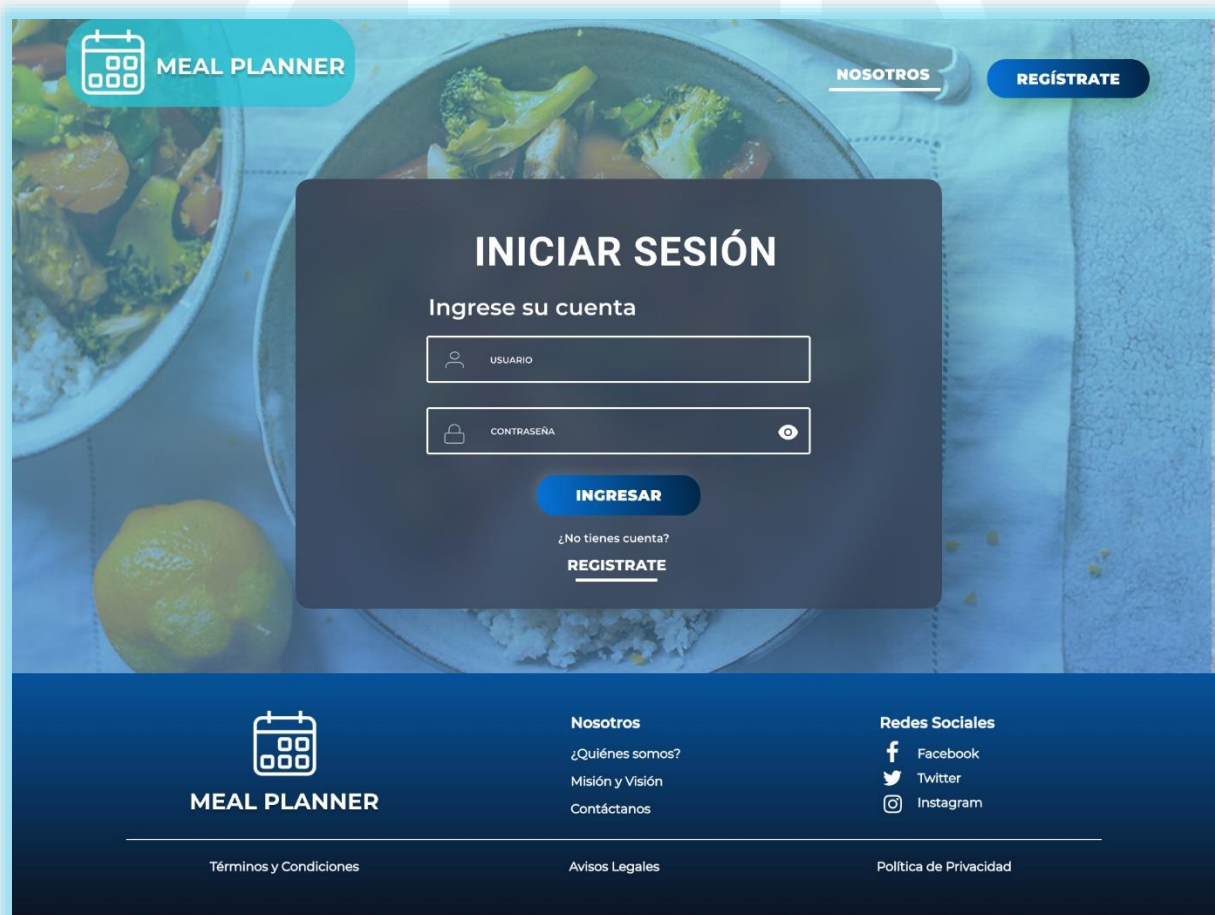 MEAL PLANNER
NOSOTROS
REGÍSTRATE
INICIAR SESIÓN
Ingrese su cuenta
USUARIO
CONTRASEÑA
INGRESAR
¿No tienes cuenta?
REGISTRATE
MEAL PLANNER
Nosotros
¿Quiénes somos?
Misión y Visión
Contáctanos
Redes Sociales
Facebook
Twitter
Instagram
Términos y Condiciones
Avisos Legales
Política de Privacidad